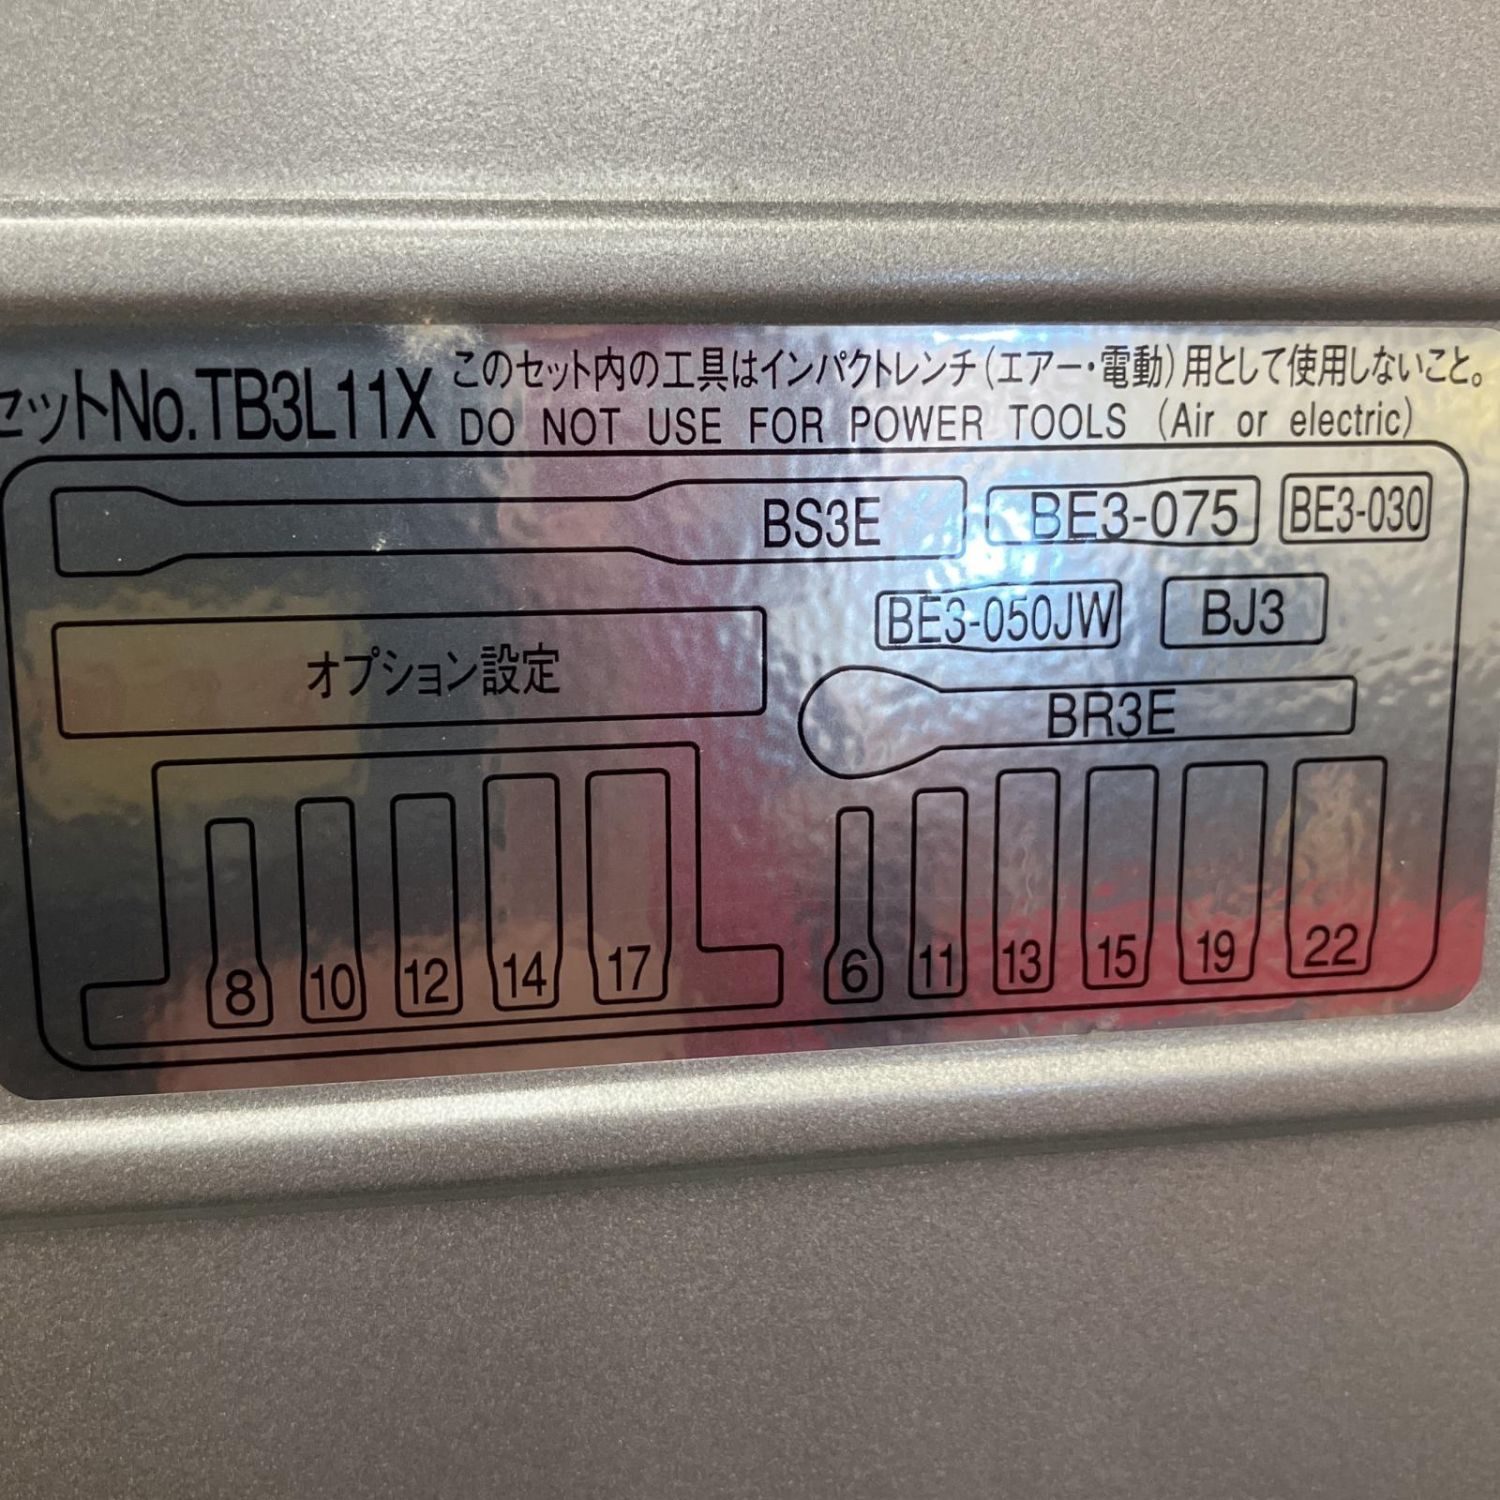 セットNo.TB3L11X
このセット内の工具はインパクトレンチ(エアー・電動)用として使用しないこと。
DO NOT USE FOR POWER TOOLS (Air or electric)
BS3E
BE3-075
BE3-030
BE3-050JW
BJ3
オプション設定
BR3E
8 10 12 14 17 6 11 13 15 19 22